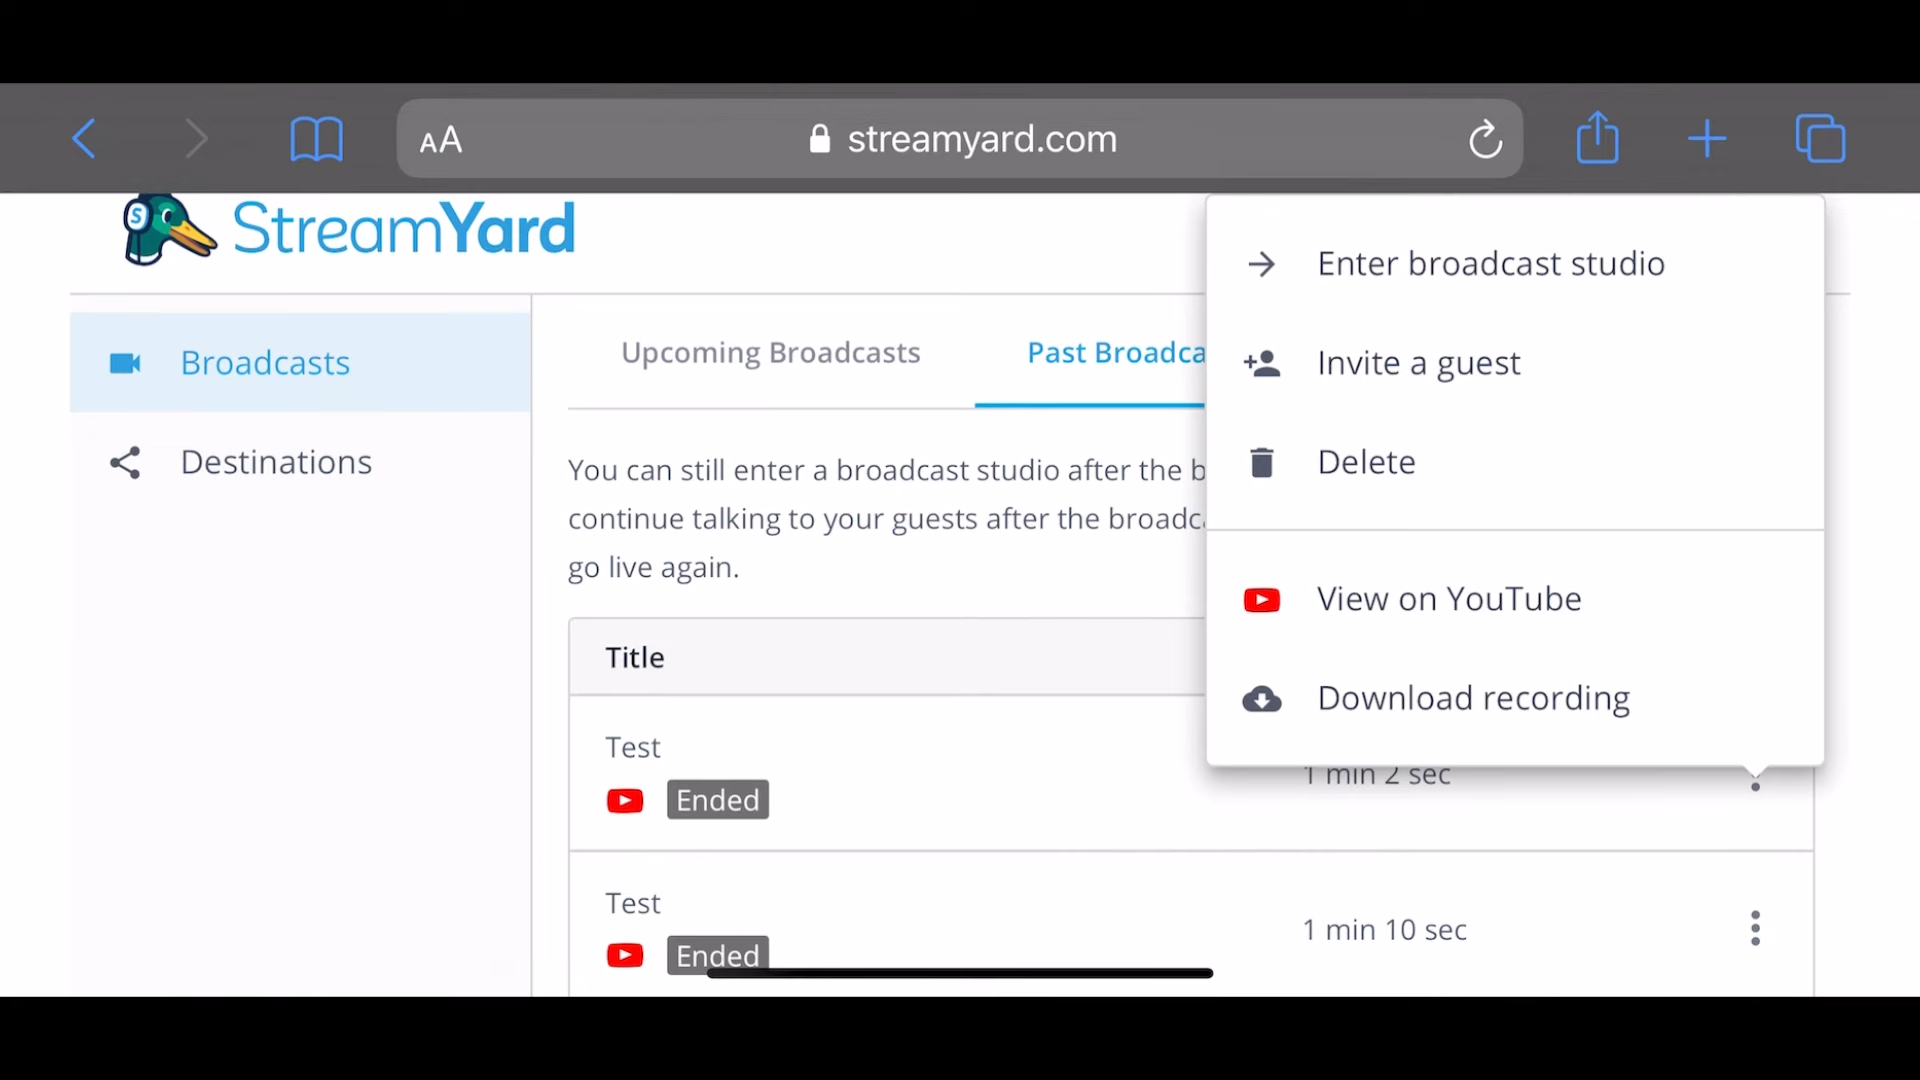 AA
streamyard.com
S
StreamYard
Broadcasts
Destinations
Upcoming Broadcasts
Past Broadca
You can still enter a broadcast studio after the b
continue talking to your guests after the broadc
go live again.
Title
Test
Ended
1 min 2 sec
Test
Ended
1 min 10 sec
Enter broadcast studio
Invite a guest
Delete
View on YouTube
Download recording